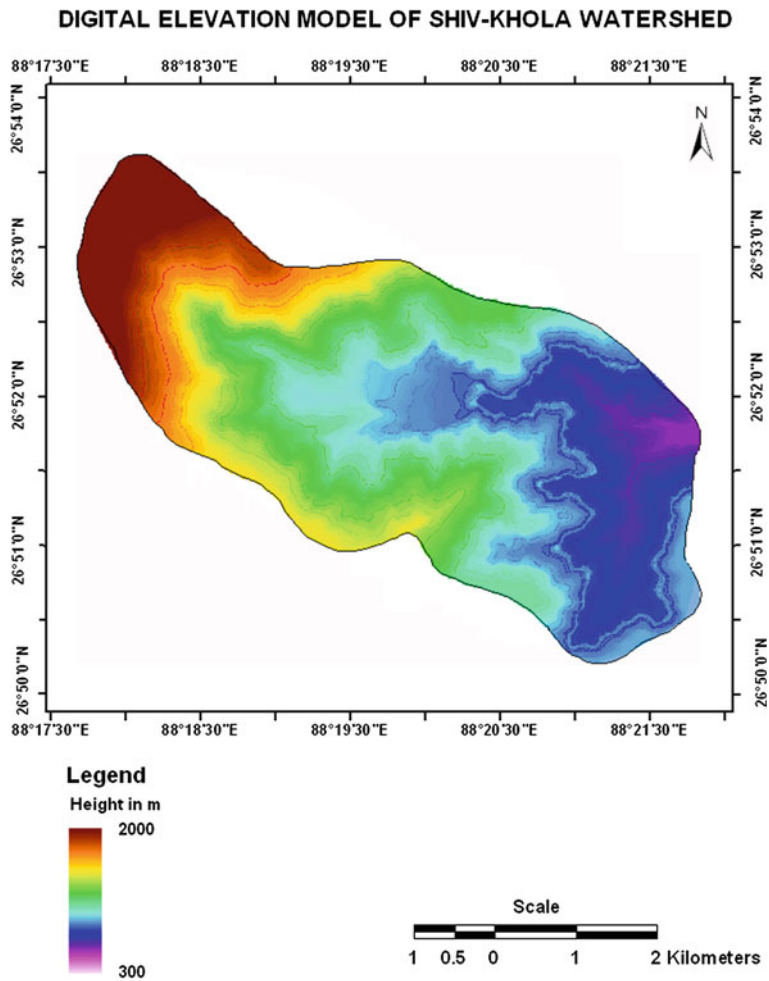 DIGITAL ELEVATION MODEL OF SHIV-KHOLA WATERSHED
88°17'30"E 88°18'30"E 88°19'30"E 88°20'30"E 88°21'30"E
26°54'0"N 26°54'0"N
N
26°53'0"N 26°53'0"N
26°52'0"N 26°52'0"N
26°51'0"N 26°51'0"N
26°50'0"N 26°50'0"N
88°17'30"E 88°18'30"E 88°19'30"E 88°20'30"E 88°21'30"E
Legend
Height in m
2000
300
Scale
1 0.5 0 1 2 Kilometers